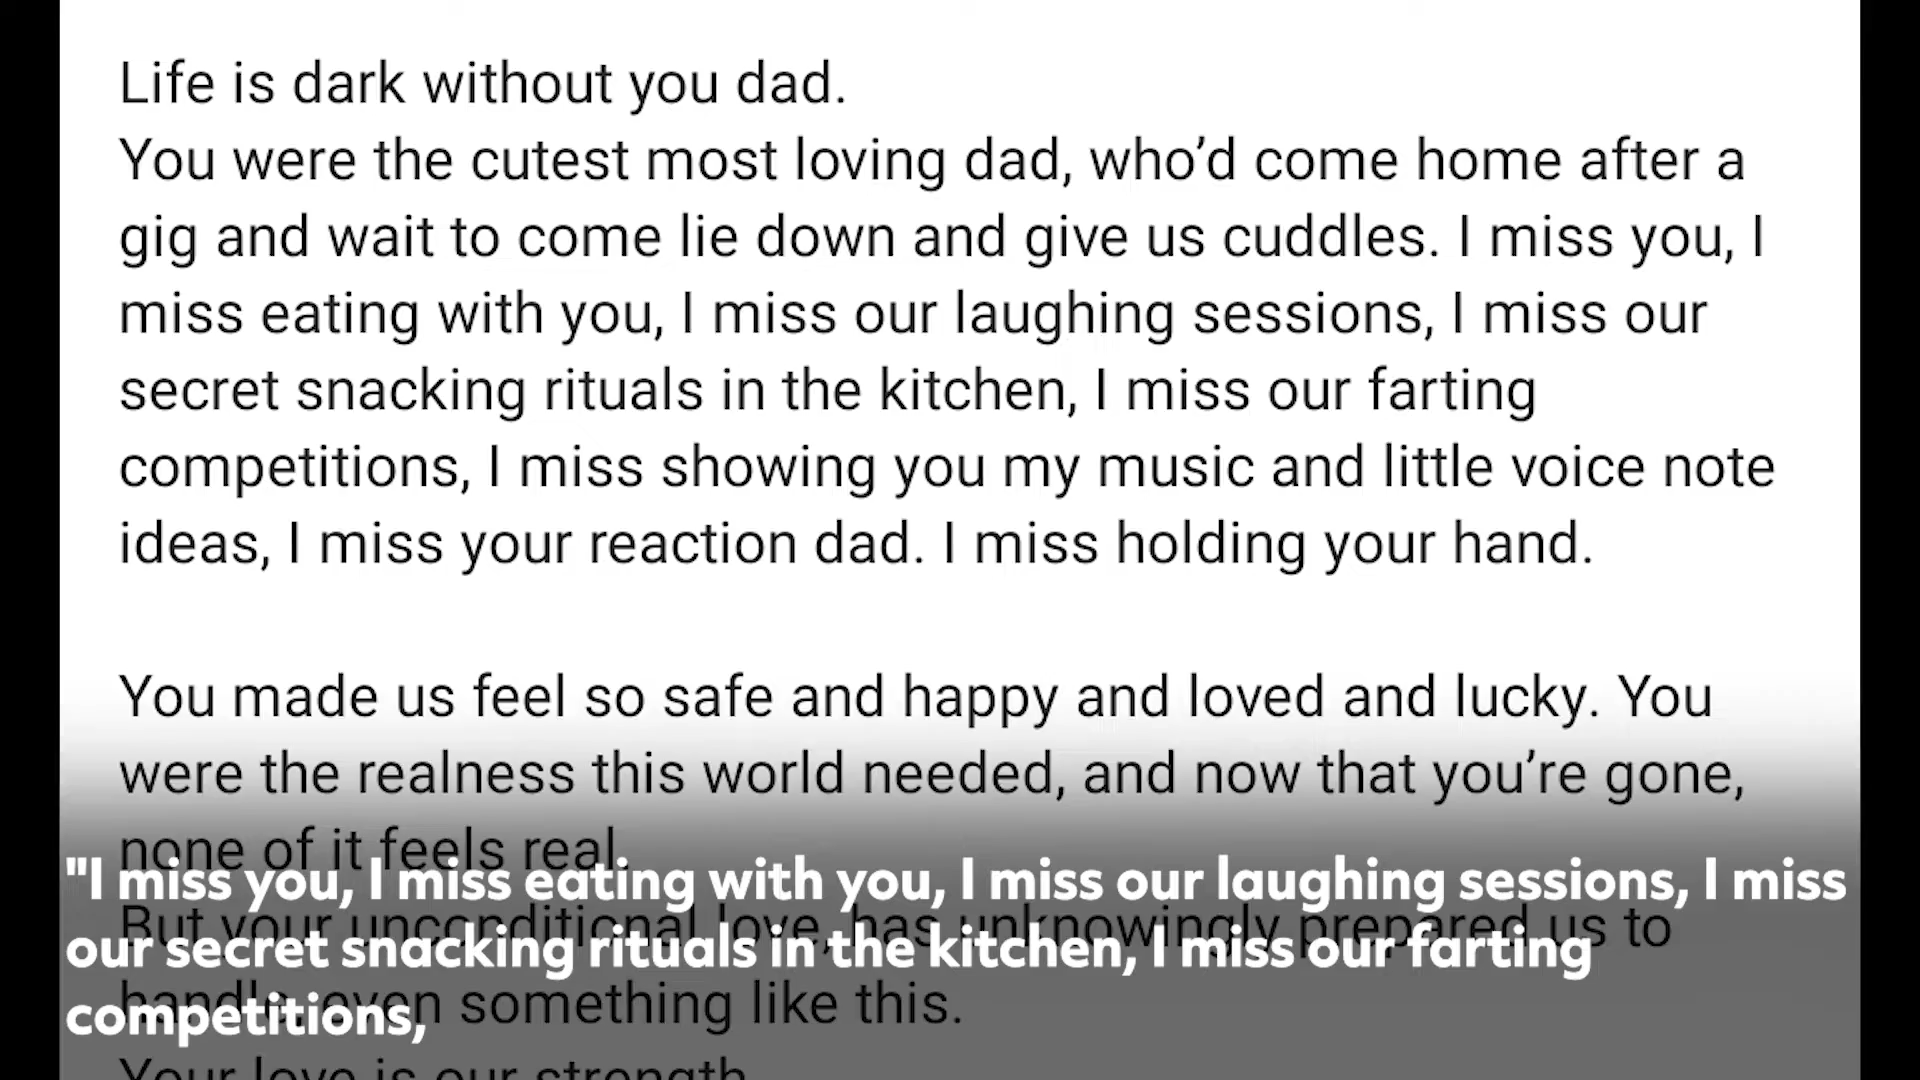 Life is dark without you dad.
You were the cutest most loving dad, who’d come home after a
gig and wait to come lie down and give us cuddles. I miss you, I
miss eating with you, I miss our laughing sessions, I miss our
secret snacking rituals in the kitchen, I miss our farting
competitions, I miss showing you my music and little voice note
ideas, I miss your reaction dad. I miss holding your hand.
You made us feel so safe and happy and loved and lucky. You
were the realness this world needed, and now that you’re gone,
none of it feels real.
"I miss you, I miss eating with you, I miss our laughing sessions, I miss
But your unconditional love, has unknowingly prepared us to
our secret snacking rituals in the kitchen, I miss our farting
handle, even something like this.
competitions,
Your love is our strength